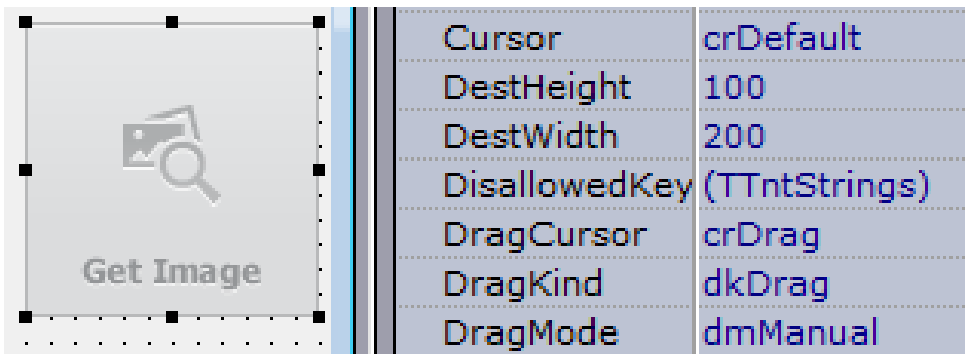 Get Image
Cursor crDefault
DestHeight 100
DestWidth 200
DisallowedKey (TTntStrings)
DragCursor crDrag
DragKind dkDrag
DragMode dmManual